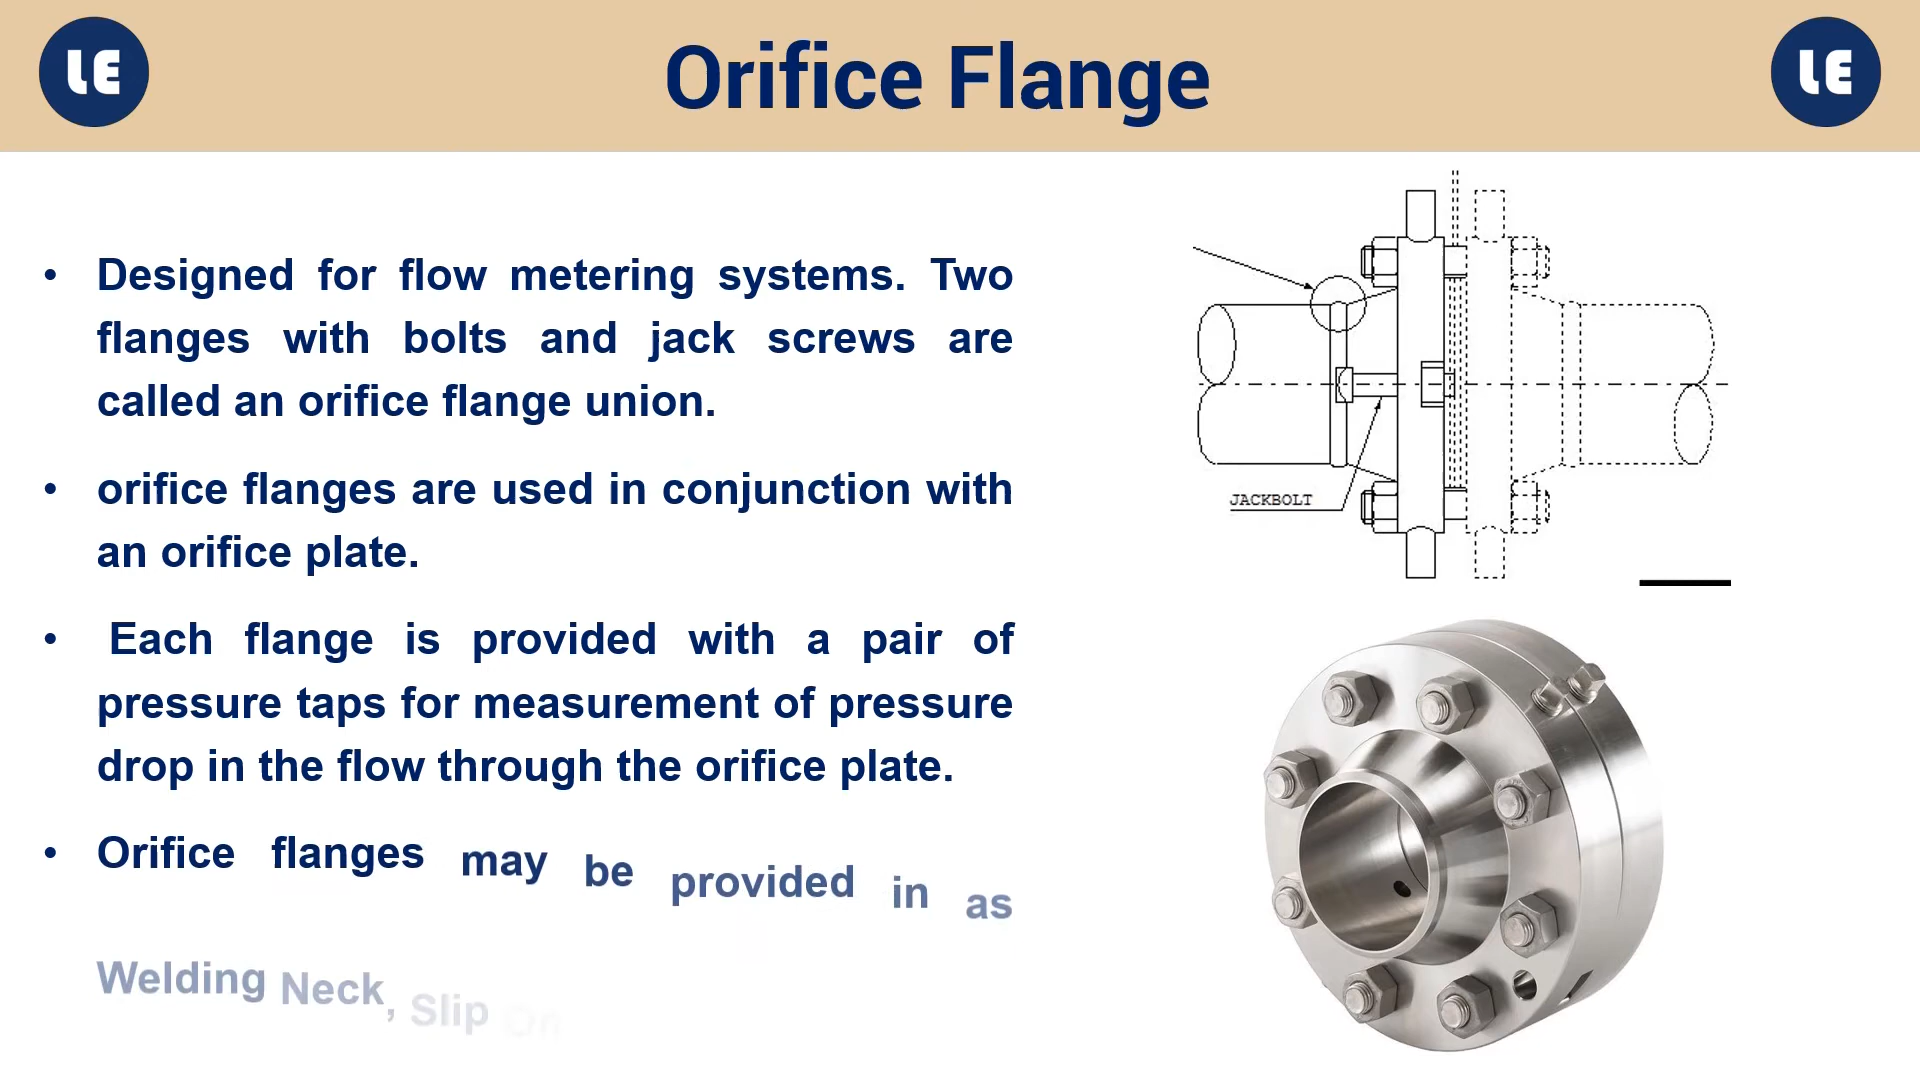 LE
Orifice Flange
LE
• Designed for flow metering systems. Two
flanges with bolts and jack screws are
called an orifice flange union.
• orifice flanges are used in conjunction with
an orifice plate.
• Each flange is provided with a pair of
pressure taps for measurement of pressure
drop in the flow through the orifice plate.
• Orifice flanges may be provided in as
Welding Neck, Slip On
JACKBOLT